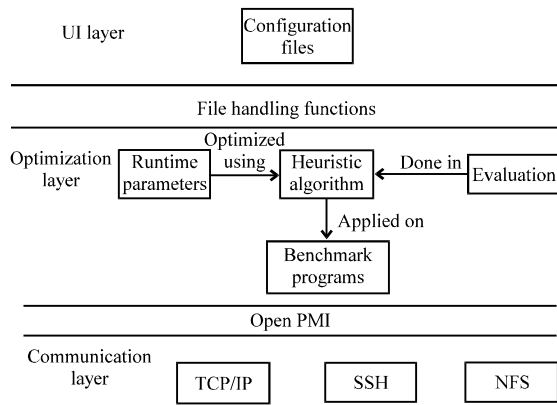 UI layer
Configuration
files
File handling functions
Optimization
layer
Runtime
parameters
Optimized
using
Heuristic
algorithm
Done in
Evaluation
Applied on
Benchmark
programs
Open PMI
Communication
layer
TCP/IP
SSH
NFS